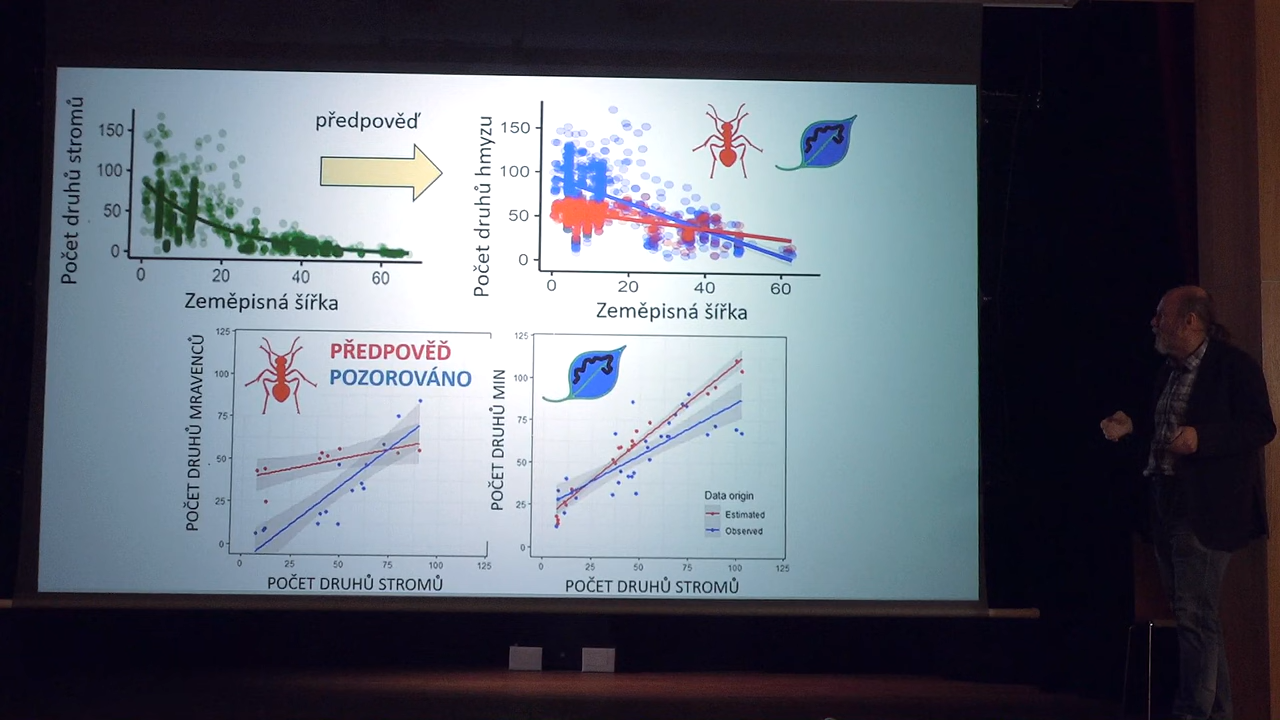 Počet druhů stromů
150
100
50
0
0
20
40
60
Zeměpisná šířka
předpověď
Počet druhů hmyzu
150
100
50
0
0
20
40
60
Zeměpisná šířka
POČET DRUHŮ MRAVENCŮ
125
100
75
50
25
0
PŘEDPOVĚĎ
POZOROVÁNO
0
25
50
75
100
125
POČET DRUHŮ STROMŮ
POČET DRUHŮ MIN
125
100
75
50
25
0
Data origin
Estimated
Observed
0
25
50
75
100
125
POČET DRUHŮ STROMŮ